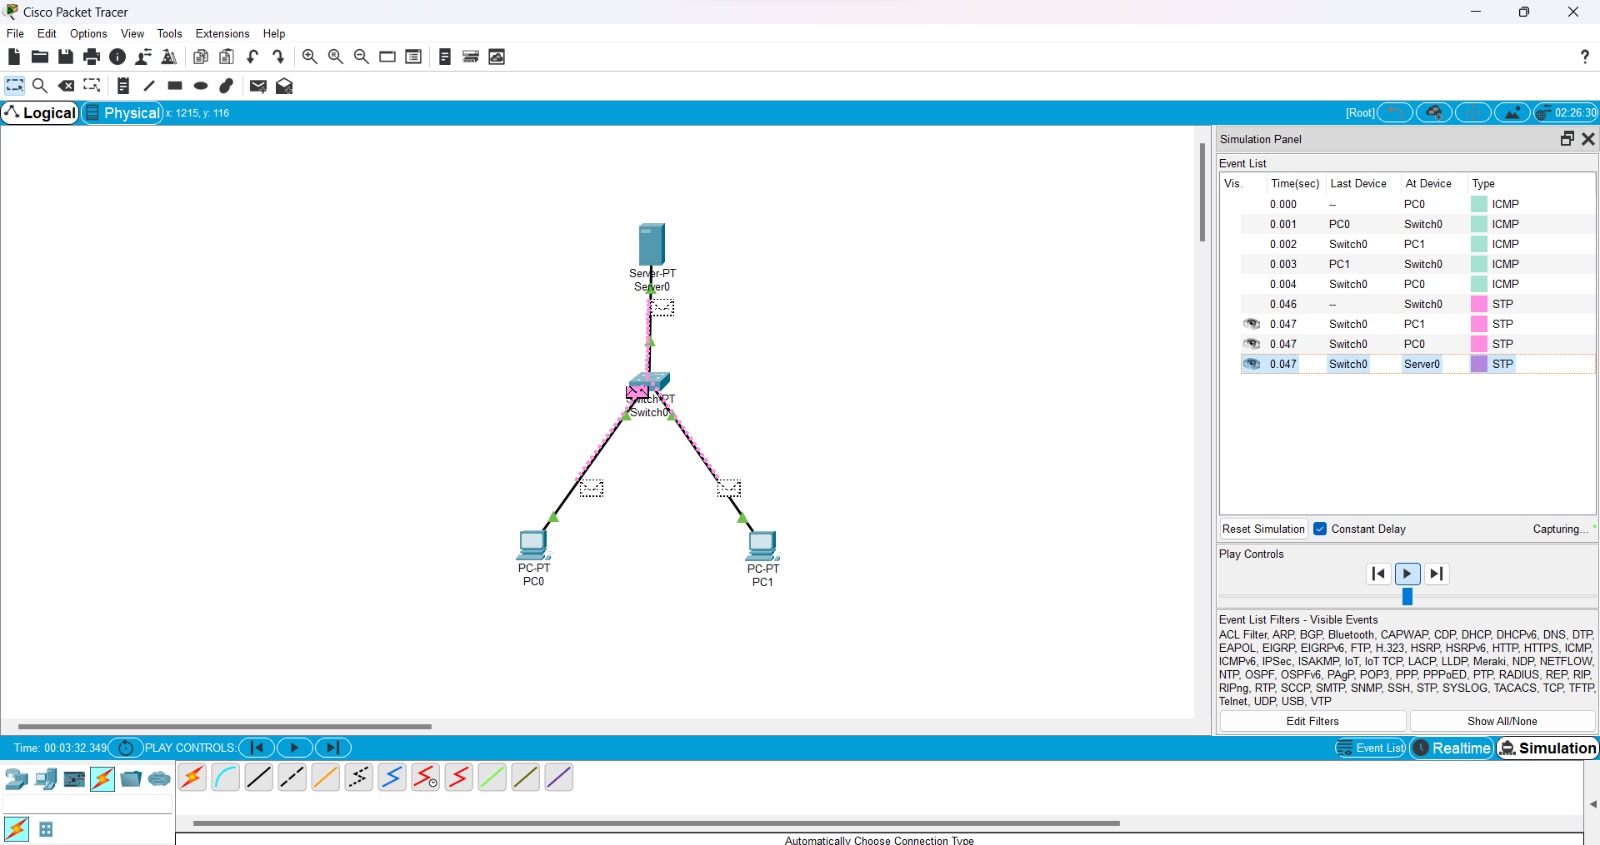 Cisco Packet Tracer
File Edit Options View Tools Extensions Help
?
Logical Physical x: 1215, y: 116 [Root] 02:26:30
Simulation Panel
Event List
Vis. Time(sec) Last Device At Device Type
0.000 -- PC0 ICMP
0.001 PC0 Switch0 ICMP
0.002 Switch0 PC1 ICMP
0.003 PC1 Switch0 ICMP
0.004 Switch0 PC0 ICMP
0.046 -- Switch0 STP
0.047 Switch0 PC1 STP
0.047 Switch0 PC0 STP
0.047 Switch0 Server0 STP
Server-PT
Server0
Switch-PT
Switch0
PC-PT
PC0
PC-PT
PC1
Reset Simulation Constant Delay Capturing...
Play Controls
Event List Filters - Visible Events
ACL Filter, ARP, BGP, Bluetooth, CAPWAP, CDP, DHCP, DHCPv6, DNS, DTP,
EAPOL, EIGRP, EIGRPv6, FTP, H.323, HSRP, HSRPv6, HTTP, HTTPS, ICMP,
ICMPv6, IPSec, ISAKMP, IoT, IoT TCP, LACP, LLDP, Meraki, NDP, NETFLOW,
NTP, OSPF, OSPFv6, PAgP, POP3, PPP, PPPoED, PTP, RADIUS, REP, RIP,
RIPng, RTP, SCCP, SMTP, SNMP, SSH, STP, SYSLOG, TACACS, TCP, TFTP,
Telnet, UDP, USB, VTP
Edit Filters Show All/None
Time: 00:03:32.349 PLAY CONTROLS: Event List Realtime Simulation
Automatically Choose Connection Type